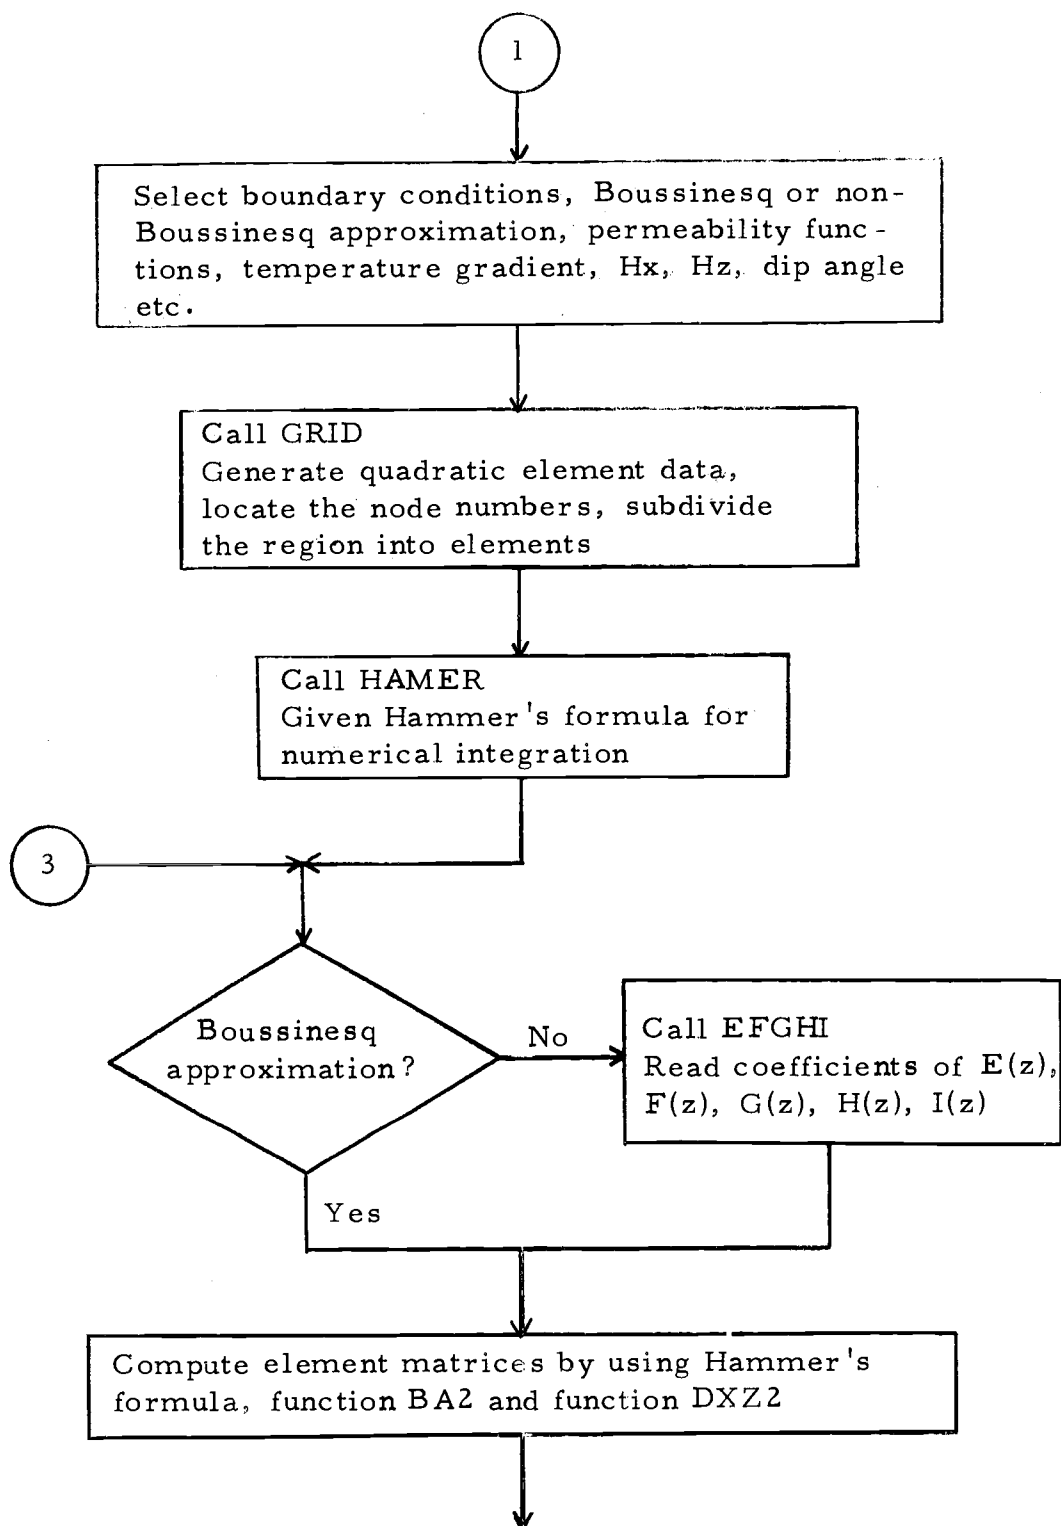 1
Select boundary conditions, Boussinesq or non-
Boussinesq approximation, permeability func-
tions, temperature gradient, Hx, Hz, dip angle
etc.
Call GRID
Generate quadratic element data,
locate the node numbers, subdivide
the region into elements
Call HAMER
Given Hammer's formula for
numerical integration
3
Boussinesq
approximation?
No
Call EFGHI
Read coefficients of E(z),
F(z), G(z), H(z), I(z)
Yes
Compute element matrices by using Hammer's
formula, function BA2 and function DXZ2